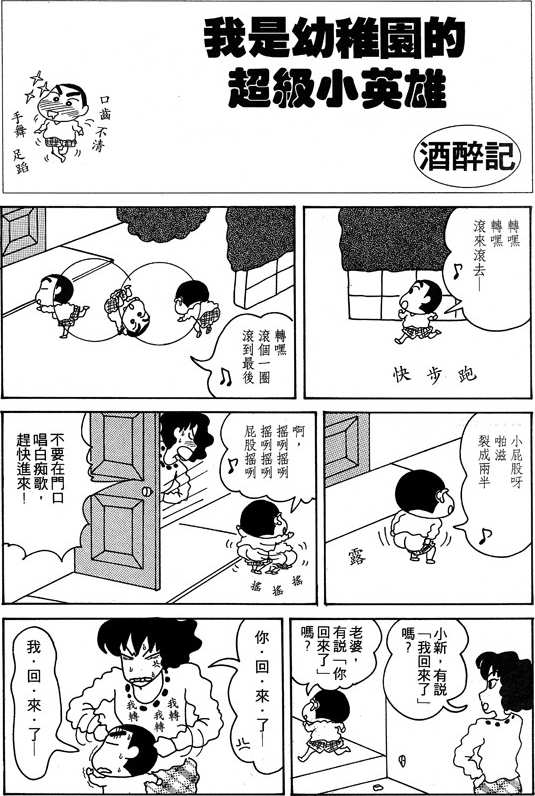 我是幼稚園的
超級小英雄
酒醉記
口齒不清
手舞足蹈
轉嘿
轉嘿
滾來滾去—
快步跑
轉嘿
滾個一圈
滾到最後
小屁股呀
啪滋
裂成兩半
露
啊，
搖咧搖咧
搖咧搖咧
屁股搖咧
搖搖搖
不要在門口
唱白痴歌，
趕快進來！
小新，有說
「我回來了」
嗎？
老婆，
有說「你
回來了」
嗎？
你．回．來．了—
我轉
我轉
我轉
我．回．來．了—